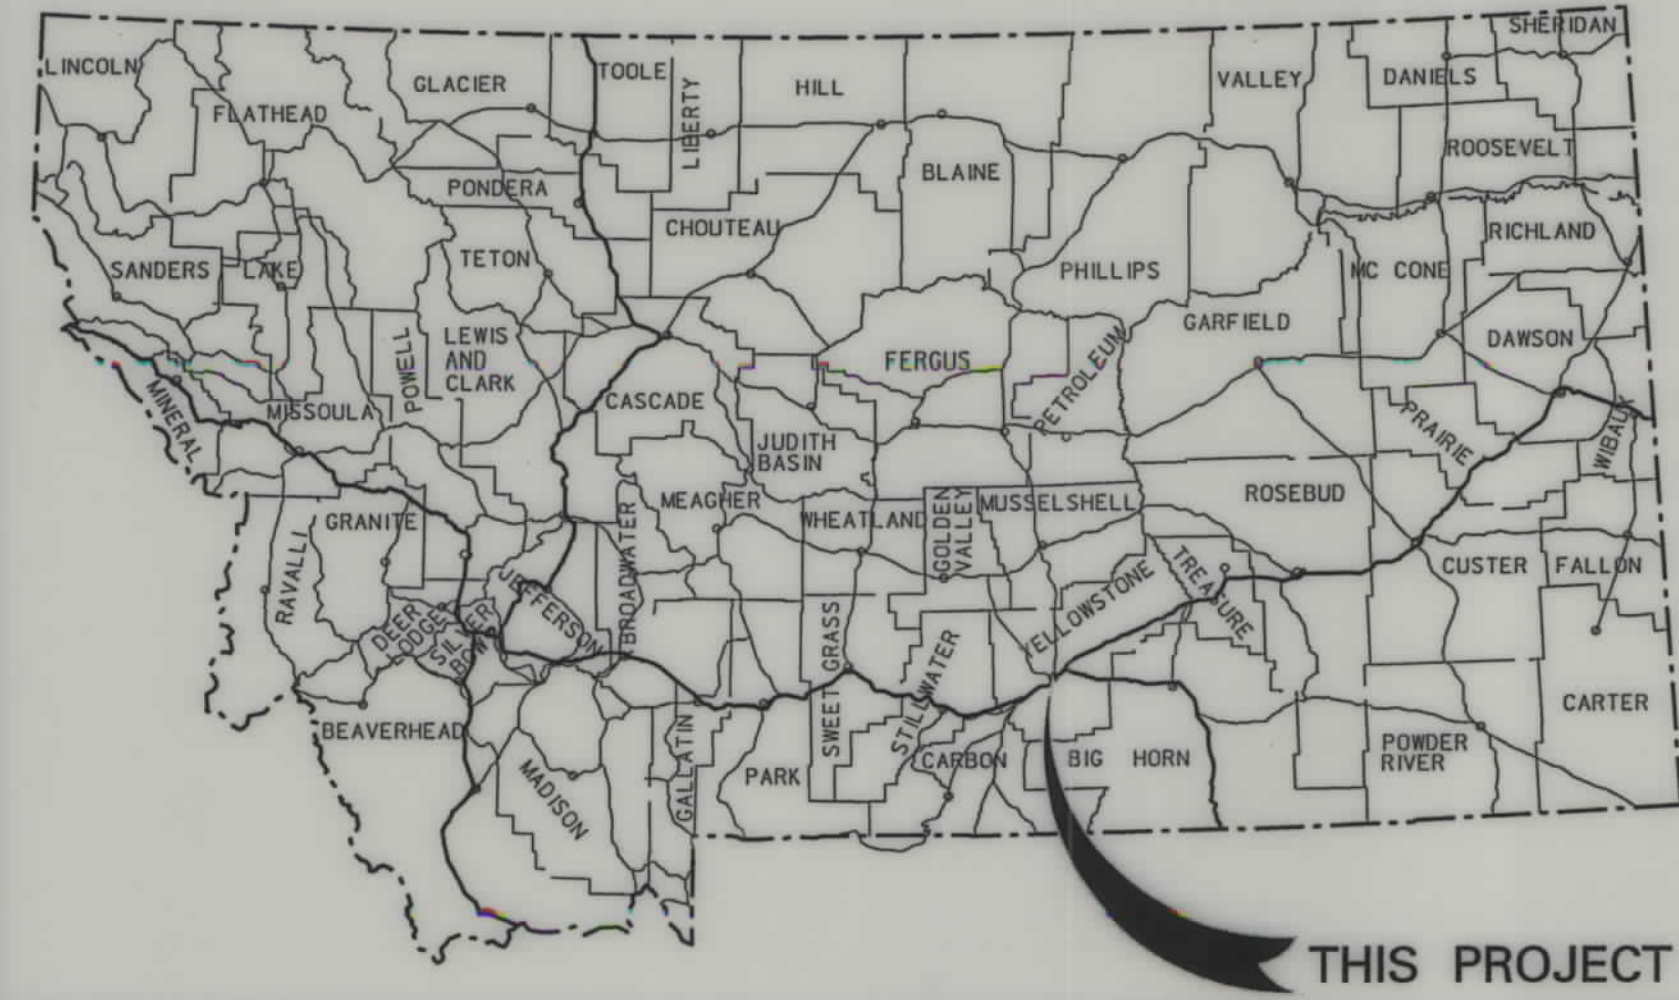 SHERIDAN
LINCOLN
GLACIER
TOOLE
LIBERTY
HILL
VALLEY
DANIELS
FLATHEAD
ROOSEVELT
PONDERA
BLAINE
CHOUTEAU
RICHLAND
SANDERS
LAKE
TETON
PHILLIPS
MC CONE
LEWIS
AND
CLARK
POWELL
FERGUS
PETROLEUM
GARFIELD
DAWSON
MINERAL
MISSOULA
CASCADE
JUDITH
BASIN
PRAIRIE
WIBAUX
GRANITE
MEAGHER
WHEATLAND
GOLDEN
VALLEY
MUSSELSHELL
ROSEBUD
RAVALLI
JEFFERSON
BROADWATER
TREASURE
CUSTER
FALLON
DEER
LODGE
SILVER
BOW
SWEET GRASS
STILLWATER
YELLOWSTONE
CARTER
BEAVERHEAD
MADISON
GALLATIN
PARK
CARBON
BIG HORN
POWDER
RIVER
THIS PROJECT